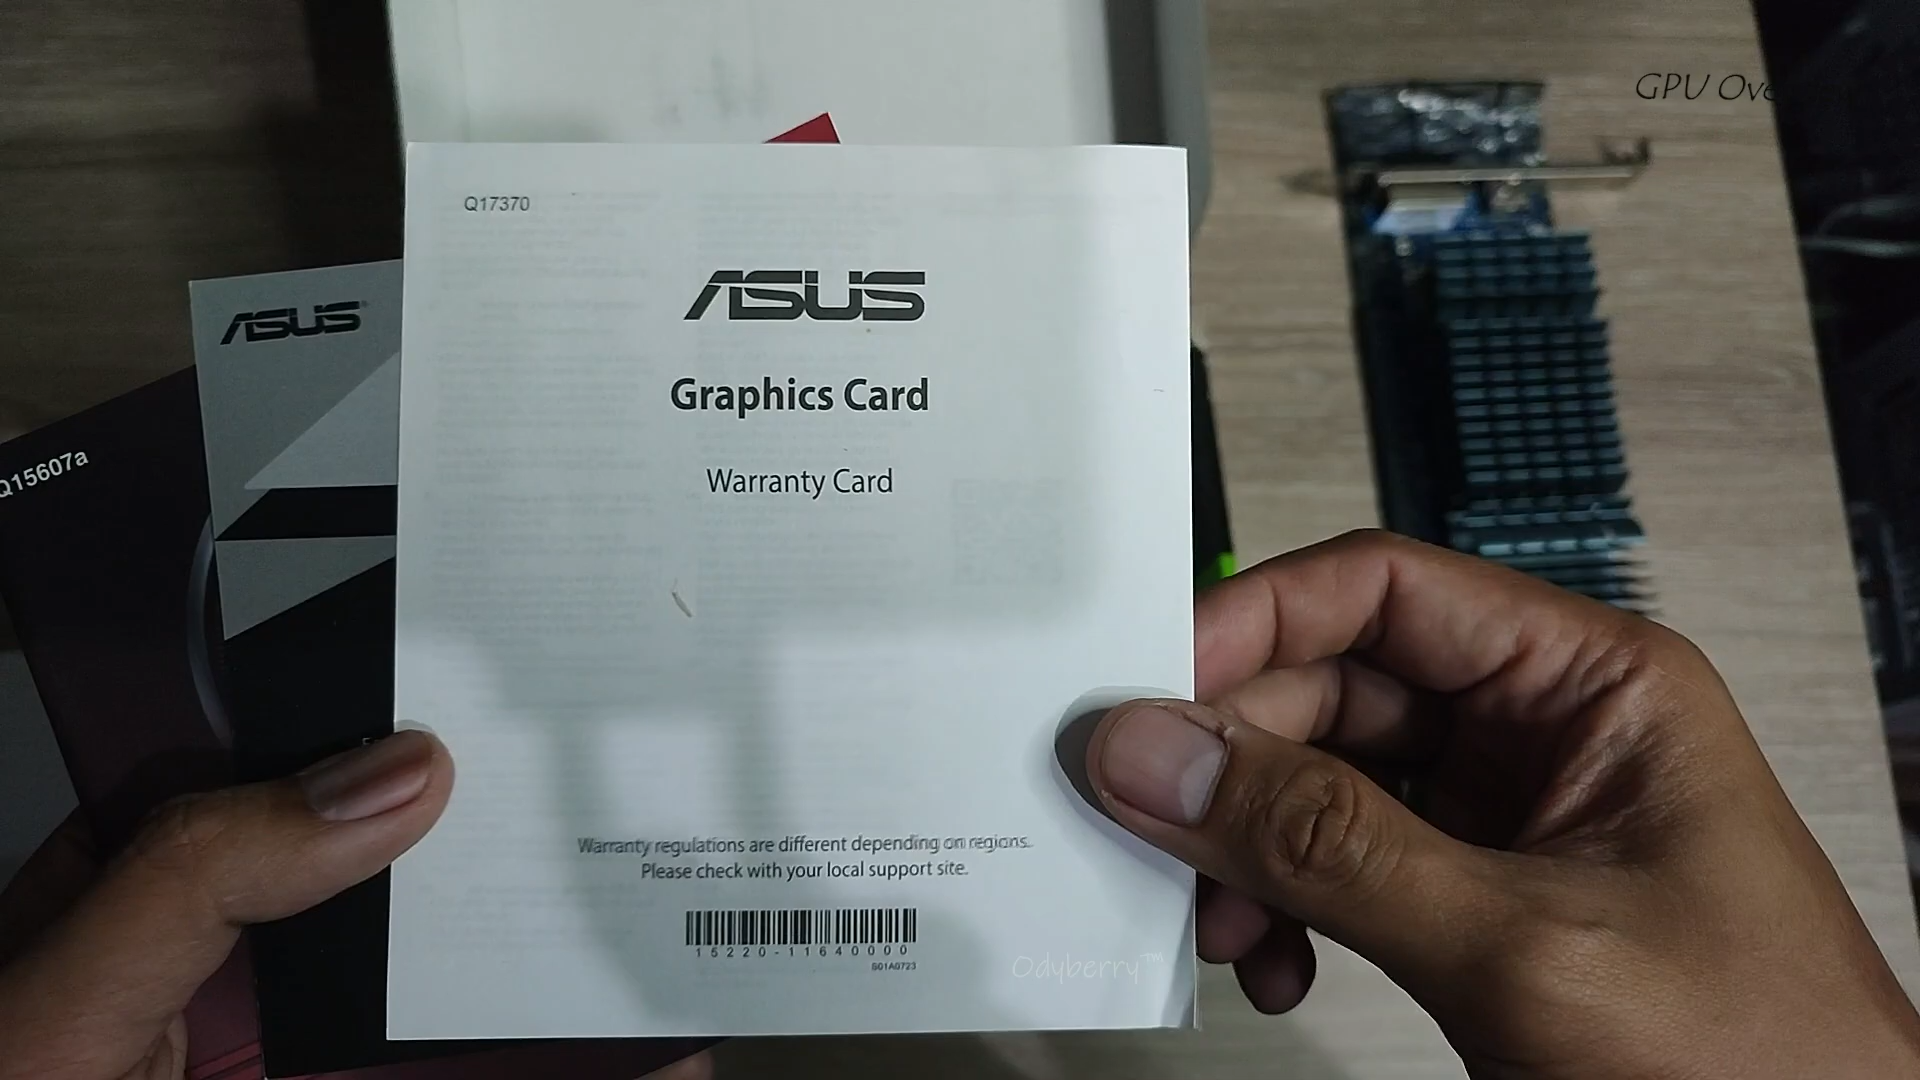 GPU Ove
Q17370
ASUS
Graphics Card
Warranty Card
Warranty regulations are different depending on regions.
Please check with your local support site.
15220-11640000
S01A0723
Odyberry™
ASUS
Q15607a